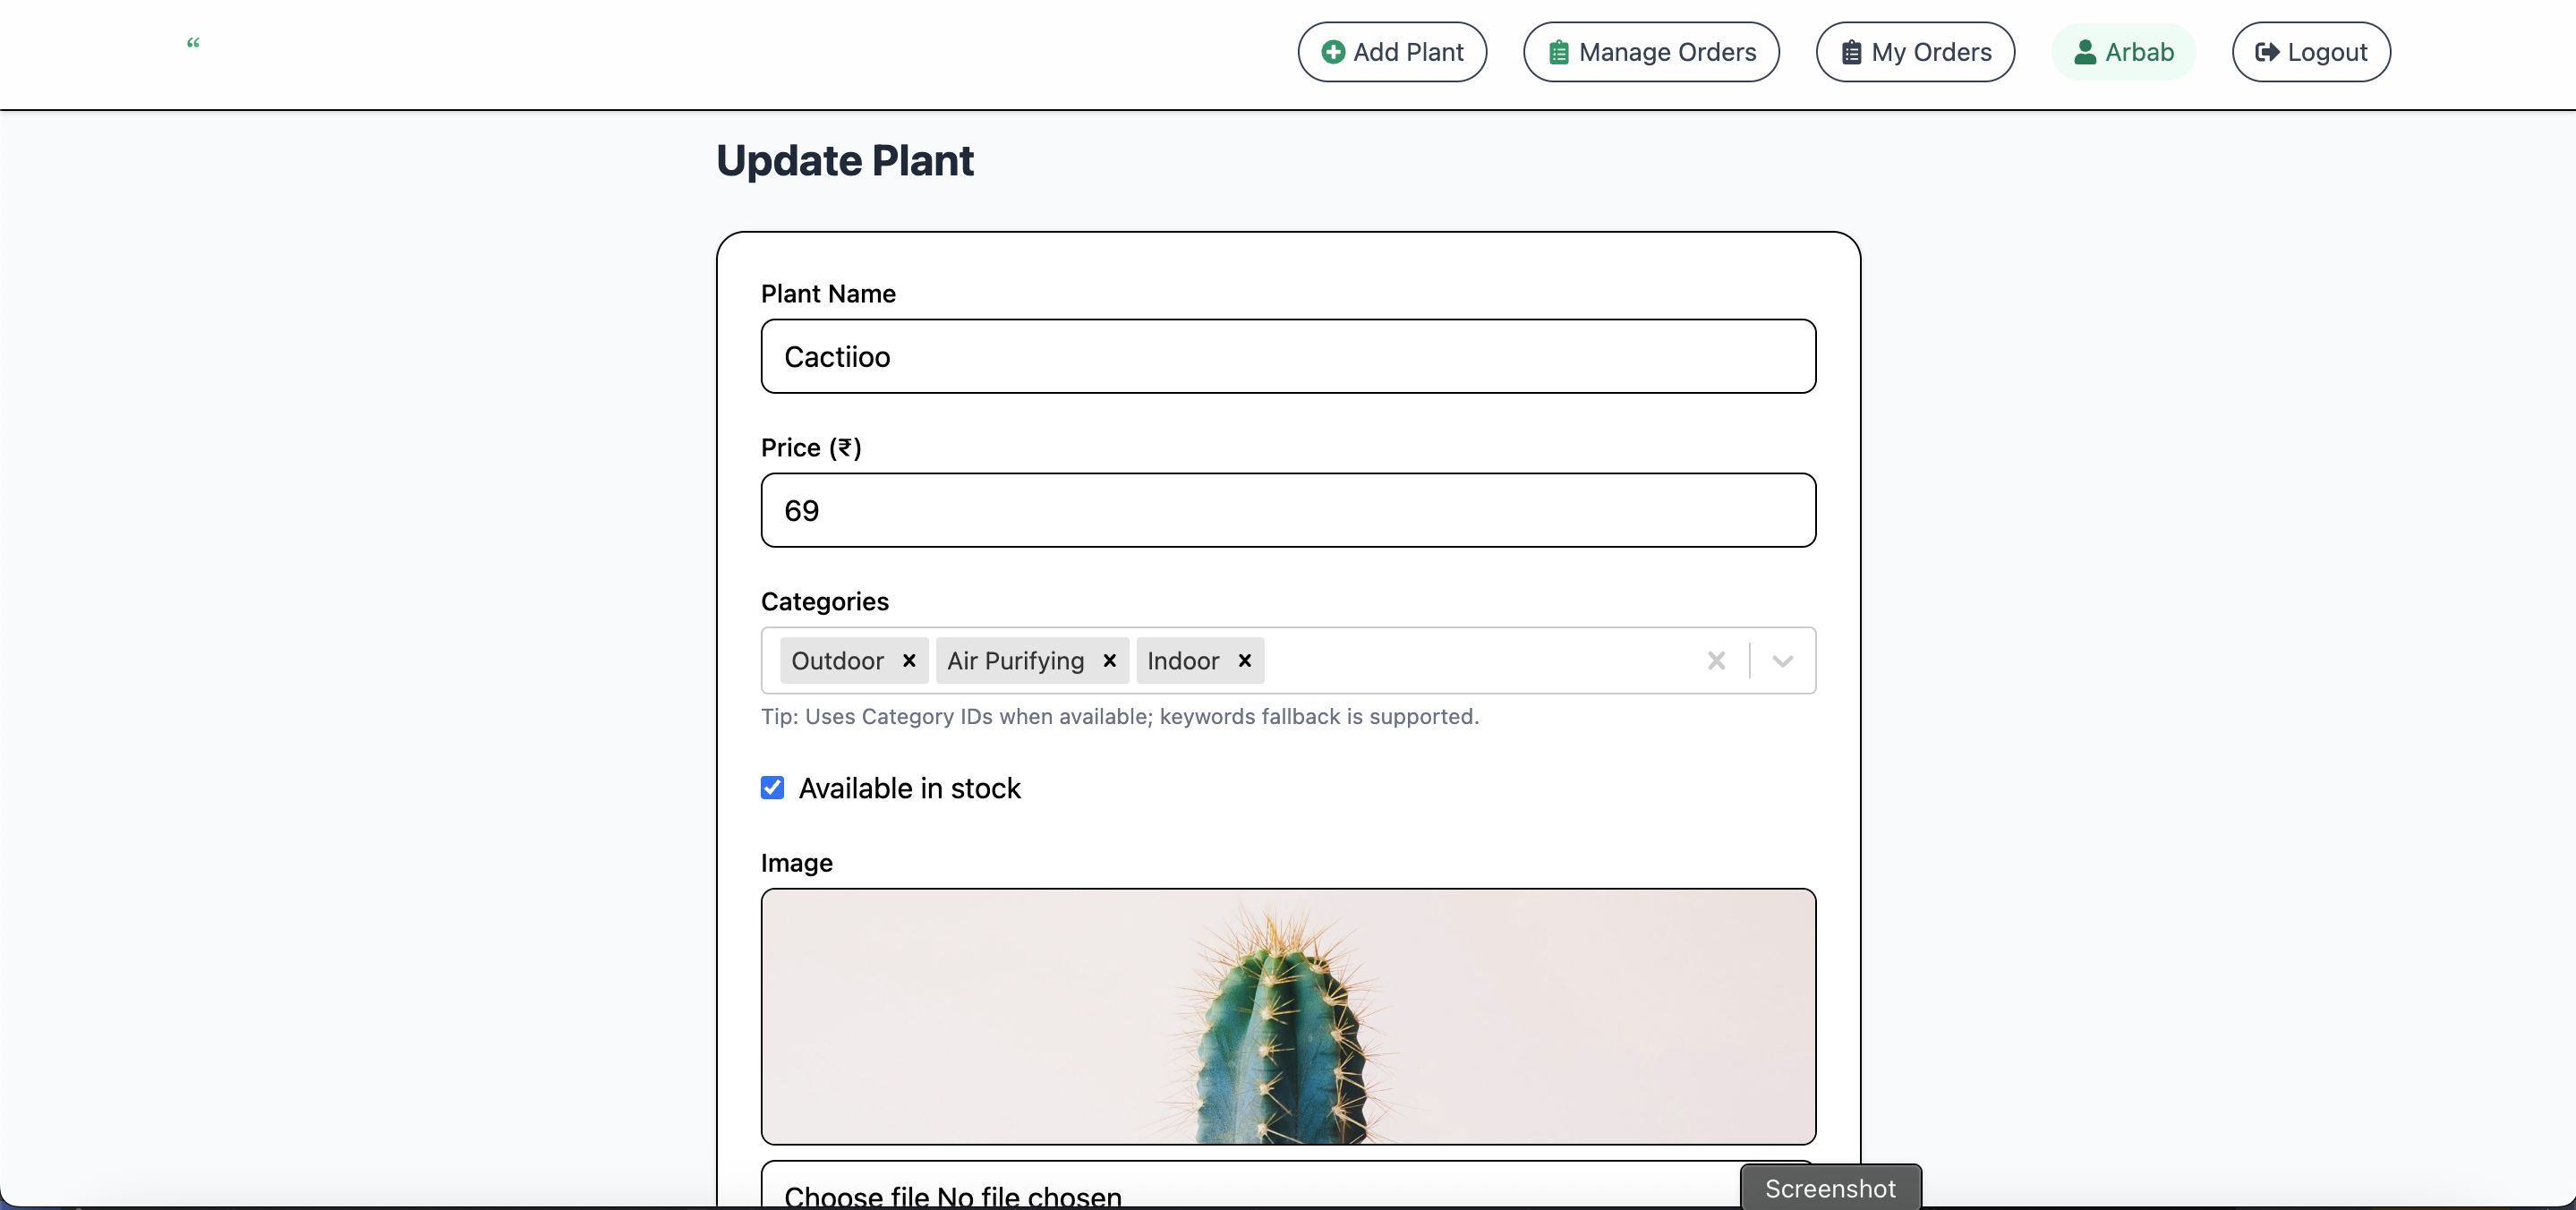 “
Add Plant
Manage Orders
My Orders
Arbab
Logout
Update Plant
Plant Name
Cactiioo
Price (₹)
69
Categories
Outdoor
Air Purifying
Indoor
Tip: Uses Category IDs when available; keywords fallback is supported.
Available in stock
Image
Choose file No file chosen
Screenshot